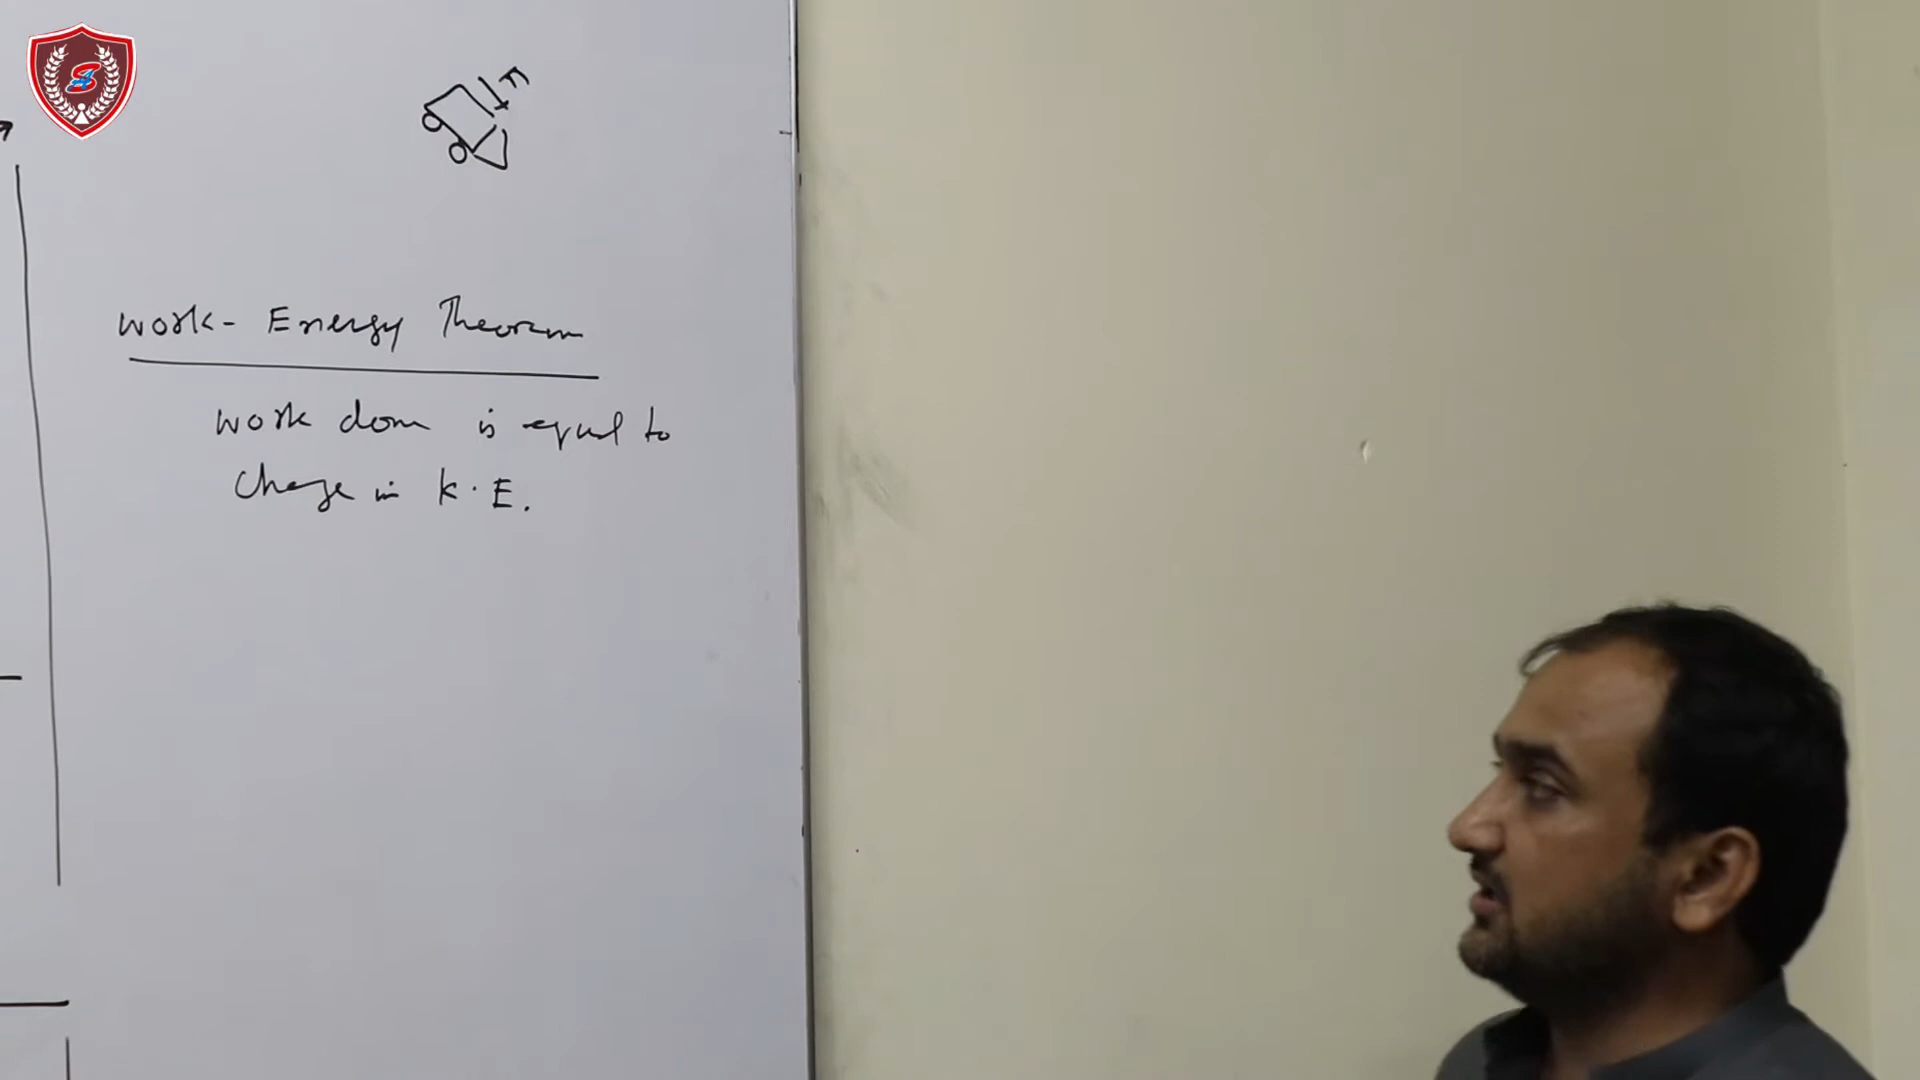 F
Work - Energy Theorem
Work done is equal to
Change in K.E.